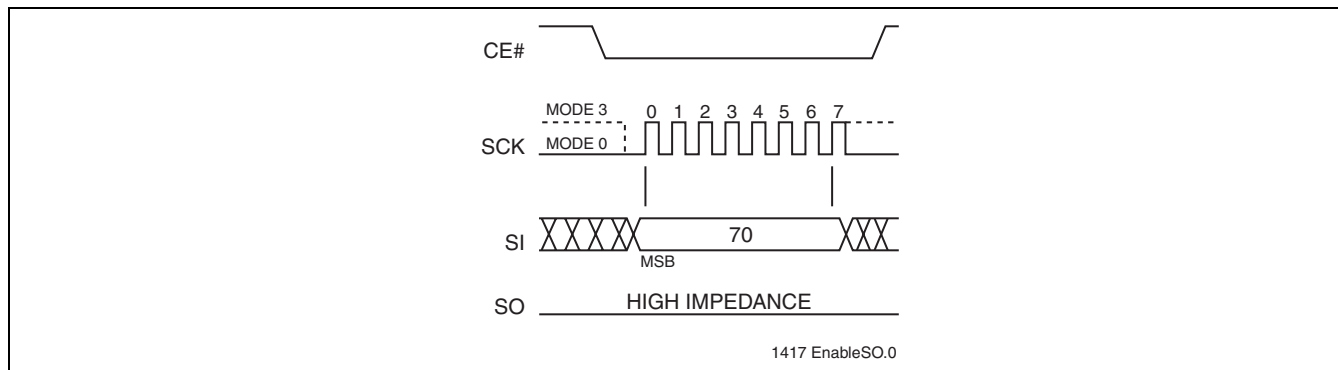 CE#
MODE 3
0 1 2 3 4 5 6 7
SCK
MODE 0
SI
70
MSB
SO
HIGH IMPEDANCE
1417 EnableSO.0